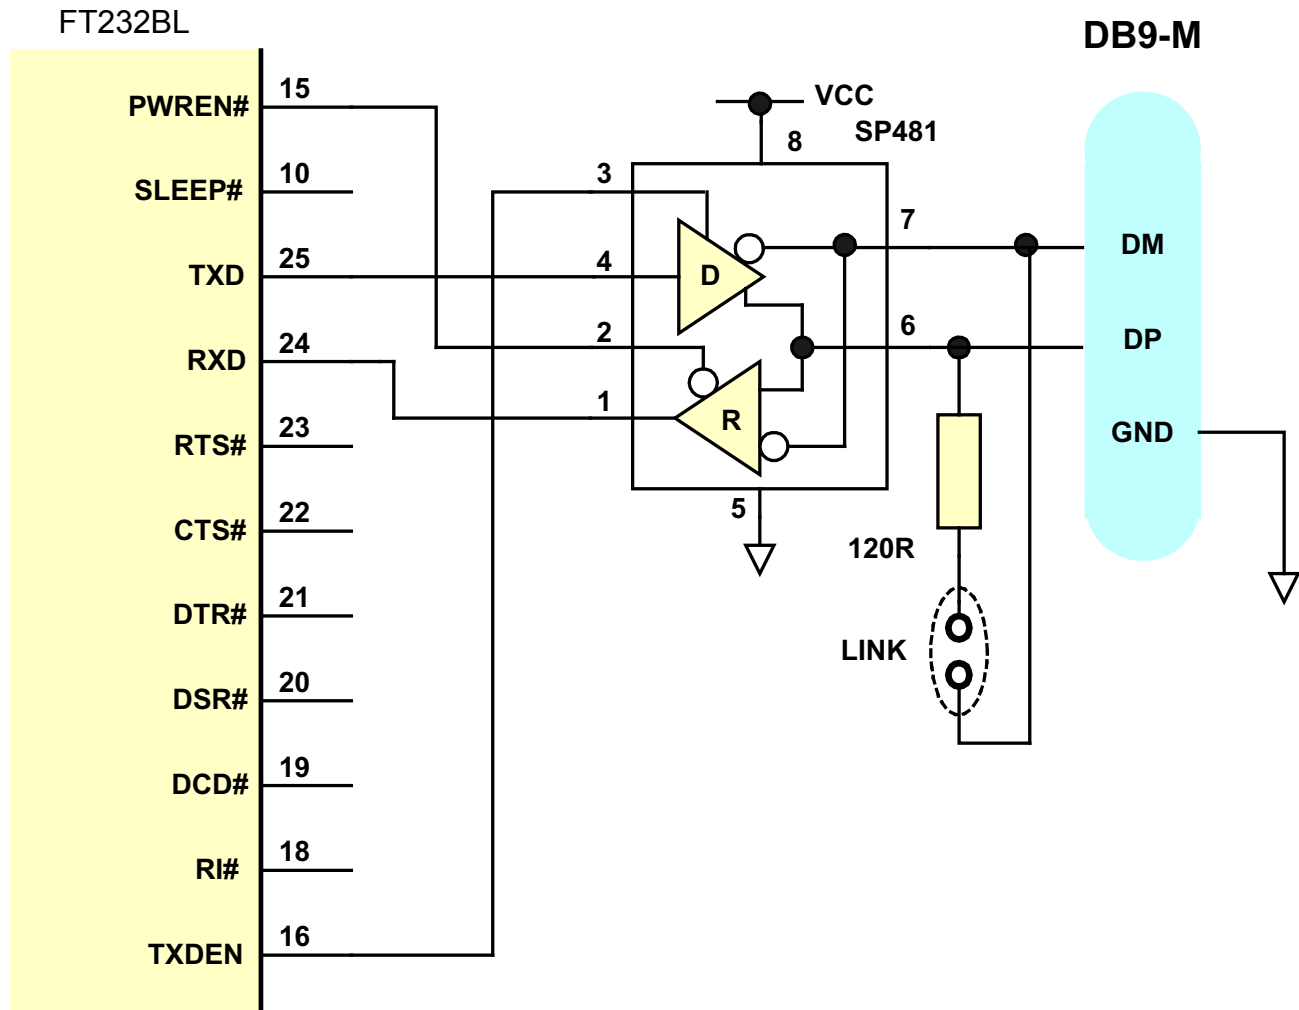 FT232BL
DB9-M
PWREN# 15
SLEEP# 10
TXD 25
RXD 24
RTS# 23
CTS# 22
DTR# 21
DSR# 20
DCD# 19
RI# 18
TXDEN 16
VCC
SP481
8
3
4
2
1
D
R
7
6
5
120R
LINK
DM
DP
GND